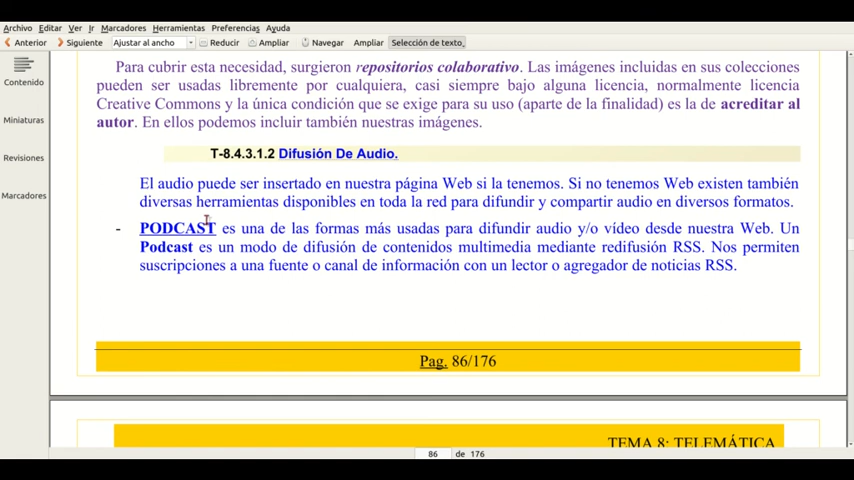 Archivo Editar Ver Ir Marcadores Herramientas Preferencias Ayuda
Anterior Siguiente Ajustar al ancho Reducir Ampliar Navegar Ampliar Selección de texto
Contenido
Miniaturas
Revisiones
Marcadores
Para cubrir esta necesidad, surgieron repositorios colaborativo. Las imágenes incluidas en sus colecciones
pueden ser usadas libremente por cualquiera, casi siempre bajo alguna licencia, normalmente licencia
Creative Commons y la única condición que se exige para su uso (aparte de la finalidad) es la de acreditar al
autor. En ellos podemos incluir también nuestras imágenes.
T-8.4.3.1.2 Difusión De Audio.
El audio puede ser insertado en nuestra página Web si la tenemos. Si no tenemos Web existen también
diversas herramientas disponibles en toda la red para difundir y compartir audio en diversos formatos.
- PODCAST es una de las formas más usadas para difundir audio y/o vídeo desde nuestra Web. Un
Podcast es un modo de difusión de contenidos multimedia mediante redifusión RSS. Nos permiten
suscripciones a una fuente o canal de información con un lector o agregador de noticias RSS.
Pag. 86/176
TEMA 8: TELEMÁTICA
86 de 176